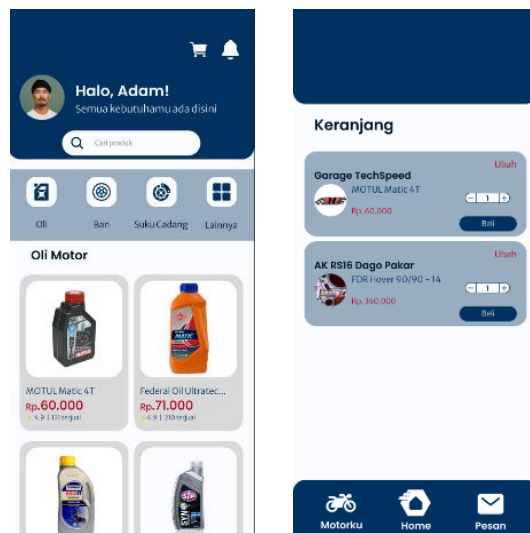 Halo, Adam!
Semua kebutuhamu ada disini
Cari produk
Oli
Ban
Suku Cadang
Lainnya
Oli Motor
MOTUL Matic 4T
Rp.60.000
4.9 | 111 terjual
Federal Oil Ultratec...
Rp.71.000
4.9 | 210 terjual
Keranjang
Ubah
Garage TechSpeed
MOTUL Matic 4T
Rp. 60.000
- 1 +
Beli
Ubah
AK RS16 Dago Pakar
FDR Hover 90/90 - 14
Rp. 340.000
- 1 +
Beli
Motorku
Home
Pesan